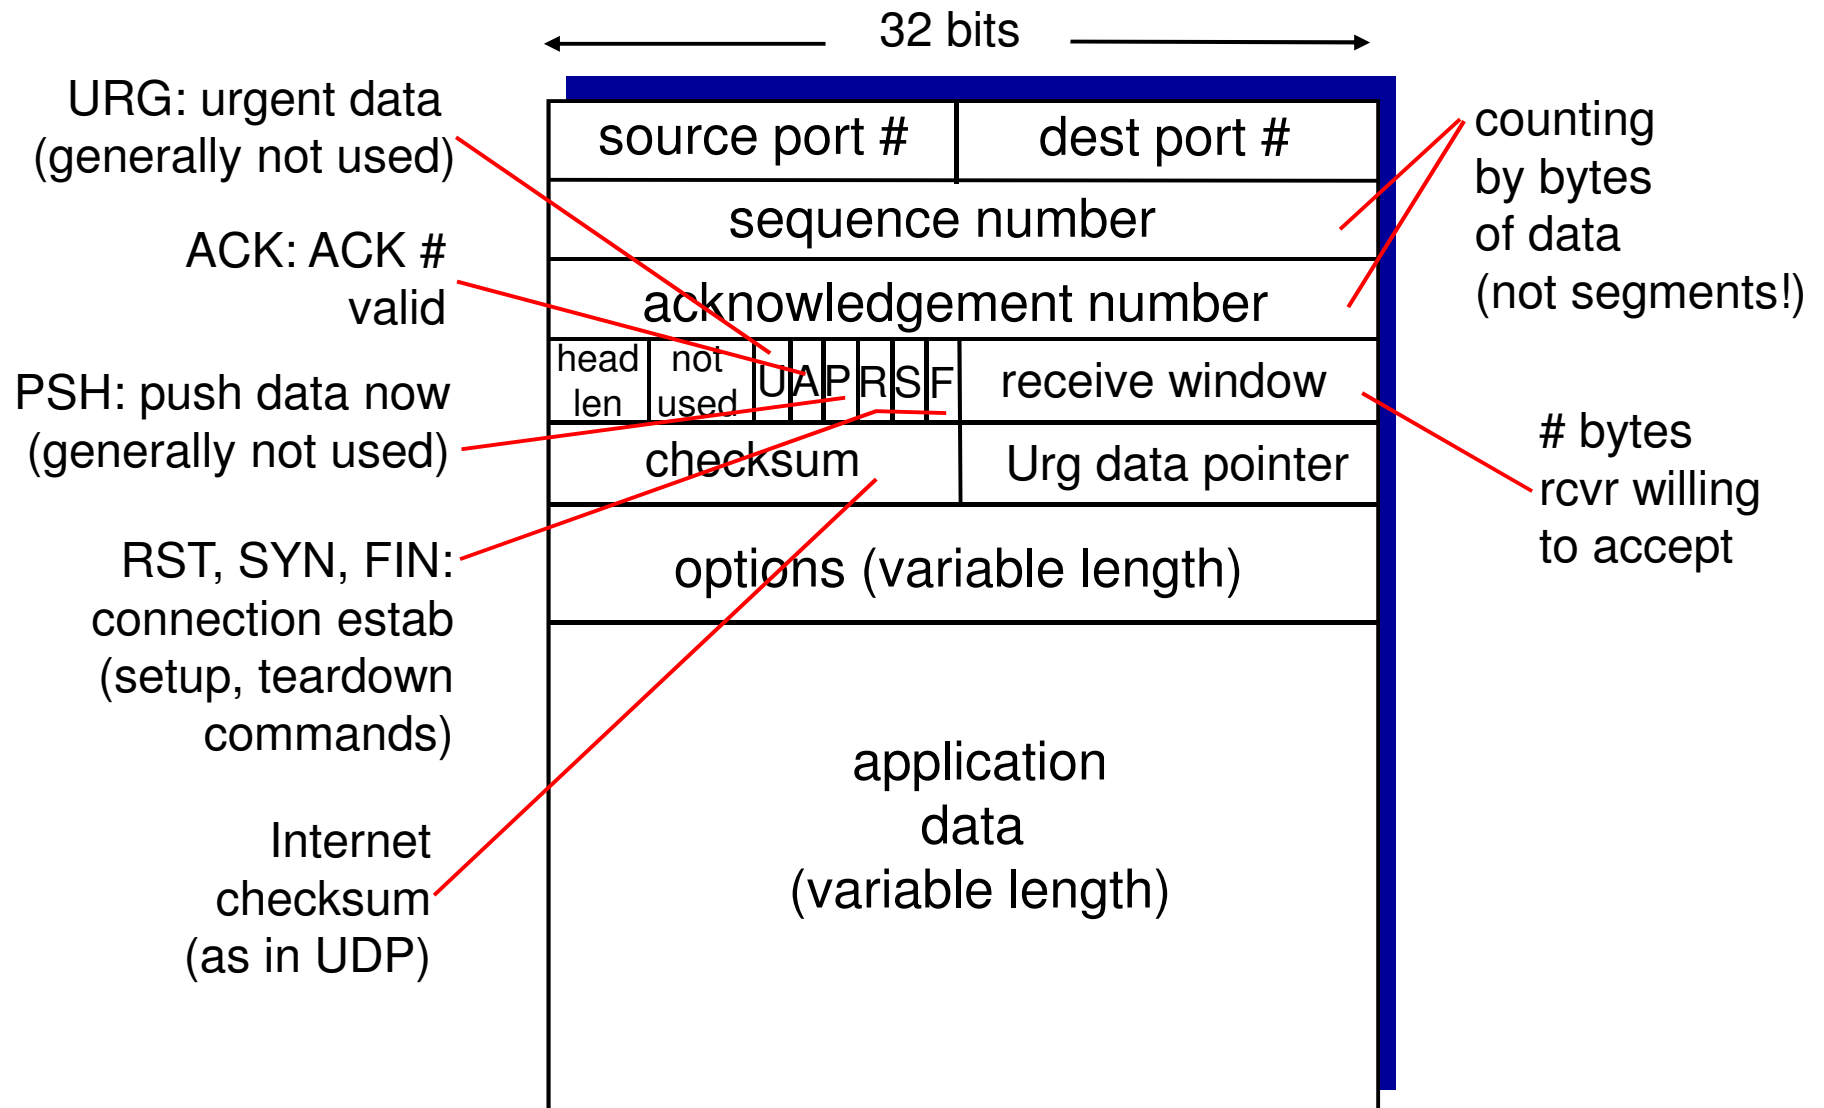 32 bits
URG: urgent data
(generally not used)
ACK: ACK #
valid
PSH: push data now
(generally not used)
RST, SYN, FIN:
connection estab
(setup, teardown
commands)
Internet
checksum
(as in UDP)
source port #
dest port #
sequence number
acknowledgement number
head
len
not
used
U
A
P
R
S
F
receive window
checksum
Urg data pointer
options (variable length)
application
data
(variable length)
counting
by bytes
of data
(not segments!)
# bytes
rcvr willing
to accept